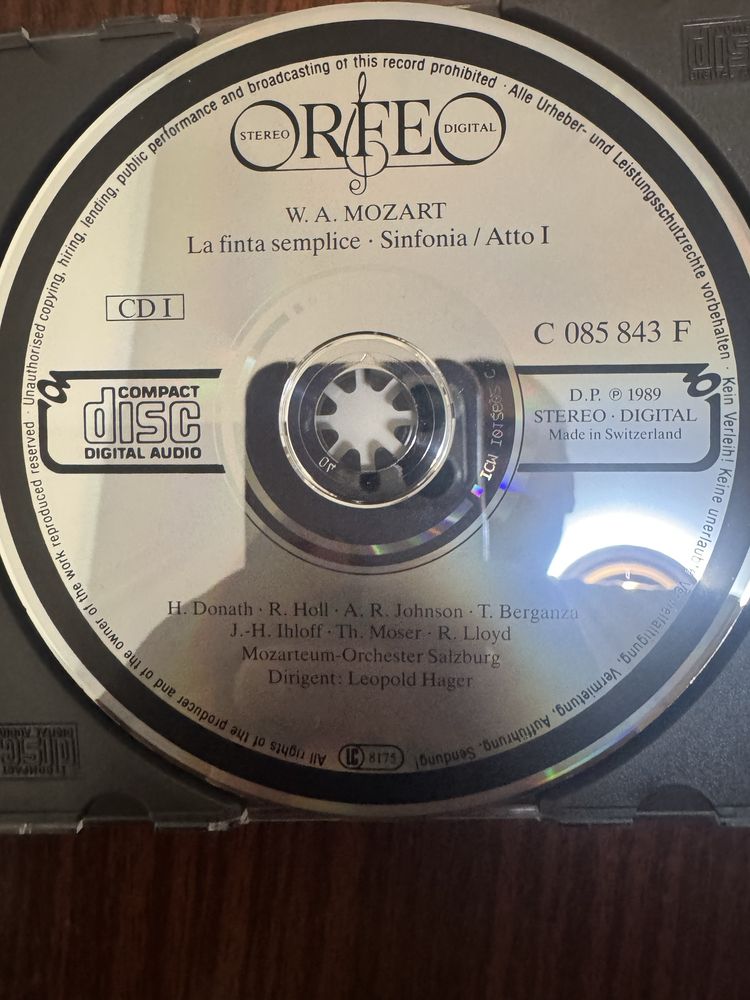 Unauthorised copying, hiring, lending, public performance and broadcasting of this record prohibited · Alle Urheber- und Leistungsschutzrechte vorbehalten · Kein Verleih! Keine unerlaubte Vervielfältigung, Vermietung, Aufführung, Sendung!
All rights of the producer and of the owner of the work reproduced reserved ·
STEREO ORFEO DIGITAL
W. A. MOZART
La finta semplice · Sinfonia / Atto I
CD I
C 085 843 F
COMPACT
disc
DIGITAL AUDIO
D.P. ℗ 1989
STEREO · DIGITAL
Made in Switzerland
H. Donath · R. Holl · A. R. Johnson · T. Berganza
J.-H. Ihloff · Th. Moser · R. Lloyd
Mozarteum-Orchester Salzburg
Dirigent: Leopold Hager
LC 8175